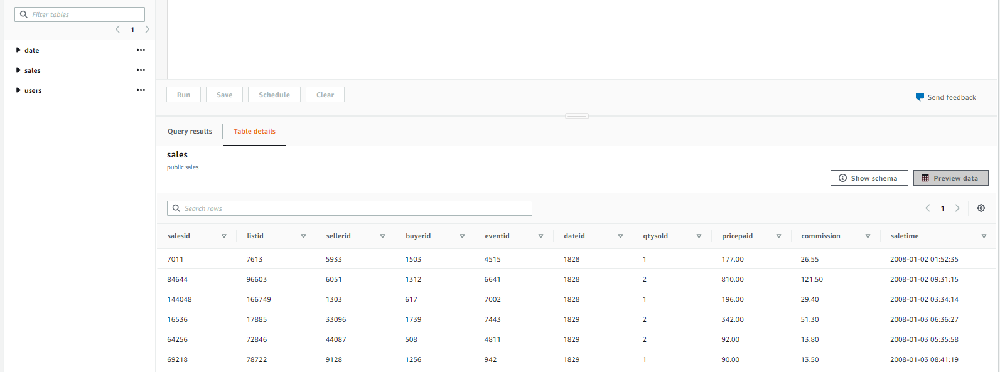 Filter tables
1
date
sales
users
Run Save Schedule Clear
Send feedback
Query results Table details
sales
public.sales
Show schema Preview data
Search rows
1
salesid listid sellerid buyerid eventid dateid qtysold pricepaid commission saletime
7011 7613 5933 1503 4515 1828 1 177.00 26.55 2008-01-02 01:52:35
84644 96603 6051 1312 6641 1828 2 810.00 121.50 2008-01-02 09:31:15
144048 166749 1303 617 7002 1828 1 196.00 29.40 2008-01-02 03:34:14
16536 17885 33096 1739 7443 1829 2 342.00 51.30 2008-01-03 06:36:27
64256 72846 44087 508 4811 1829 2 92.00 13.80 2008-01-03 05:35:58
69218 78722 9128 1256 942 1829 1 90.00 13.50 2008-01-03 08:41:19